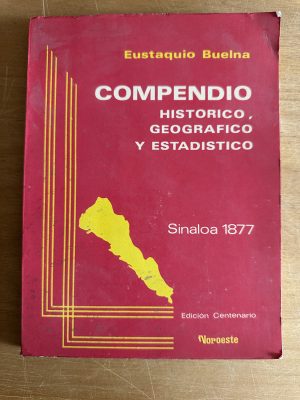 Eustaquio Buelna
COMPENDIO
HISTORICO,
GEOGRAFICO
Y ESTADISTICO
Sinaloa 1877
Edición Centenario
Noroeste